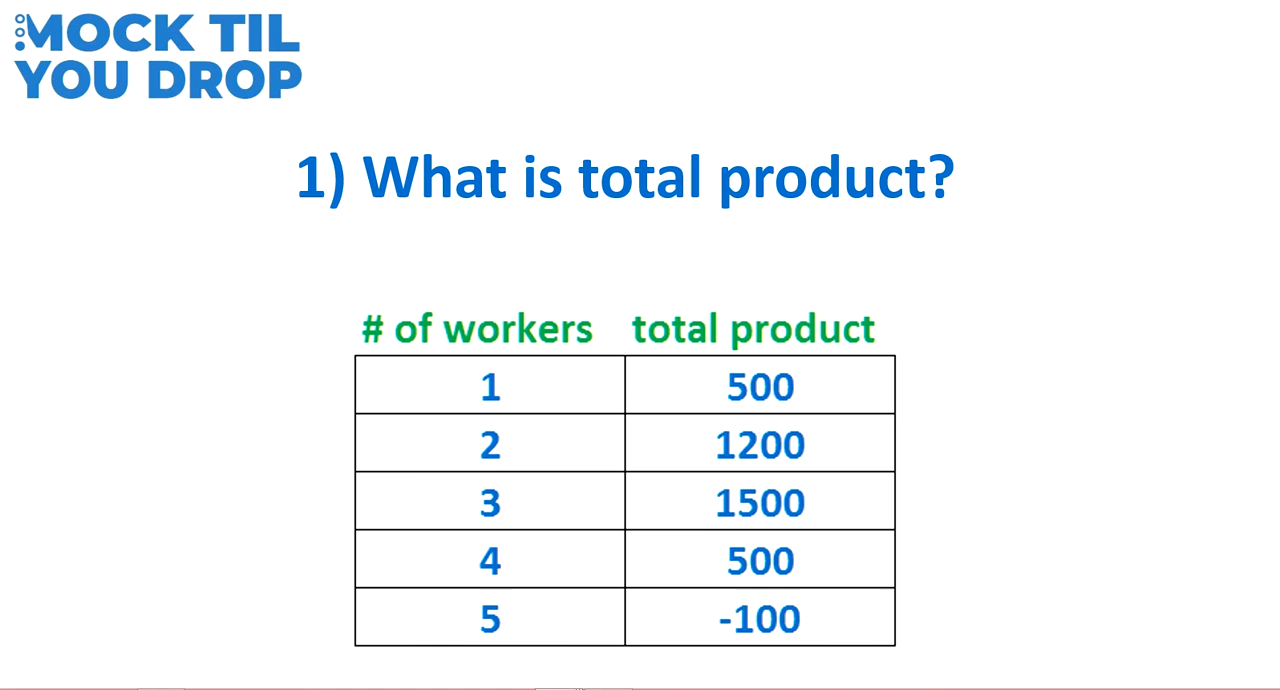 MOCK TIL
YOU DROP
1) What is total product?
# of workers total product
1 500
2 1200
3 1500
4 500
5 -100